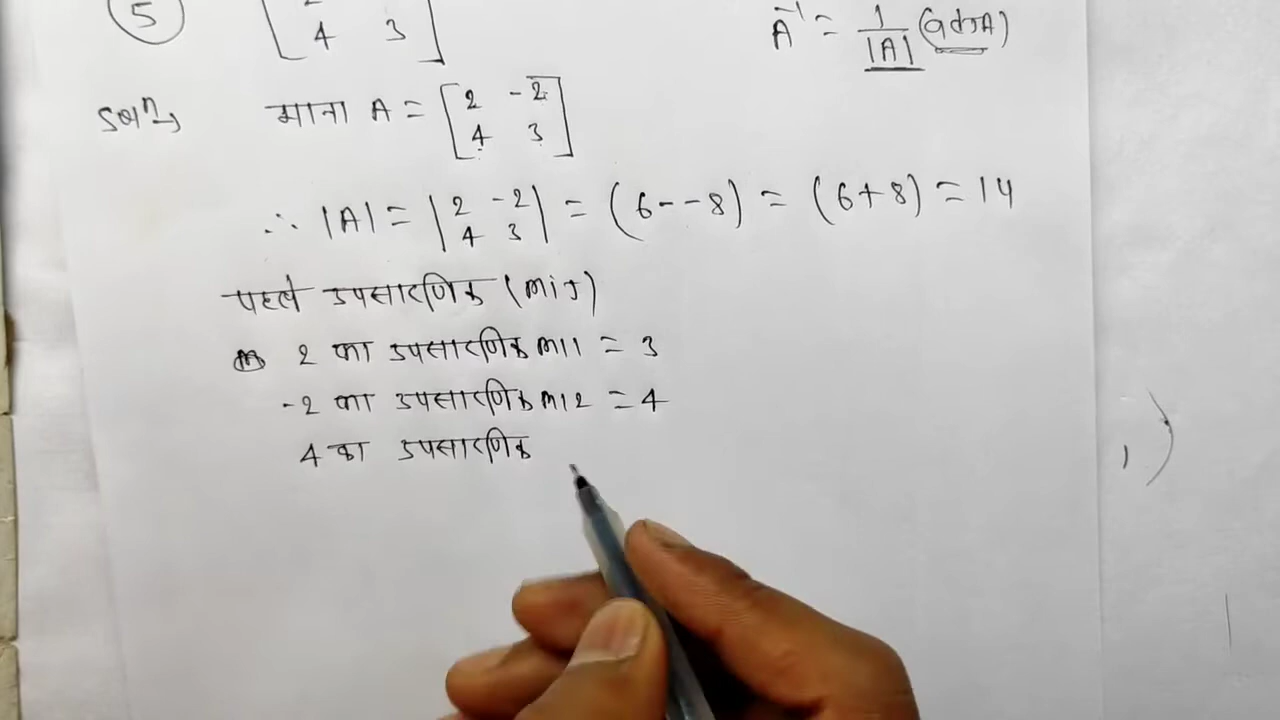 5 [ 4 3 ] A⁻¹ = 1/|A| (adjA)
माना A = [ 2 -2 4 3 ]
∴ |A| = | 2 -2 4 3 | = (6--8) = (6+8) = 14
पहले उपसारणिक (mij)
2 का उपसारणिक m11 = 3
-2 का उपसारणिक m12 = 4
4 का उपसारणिक